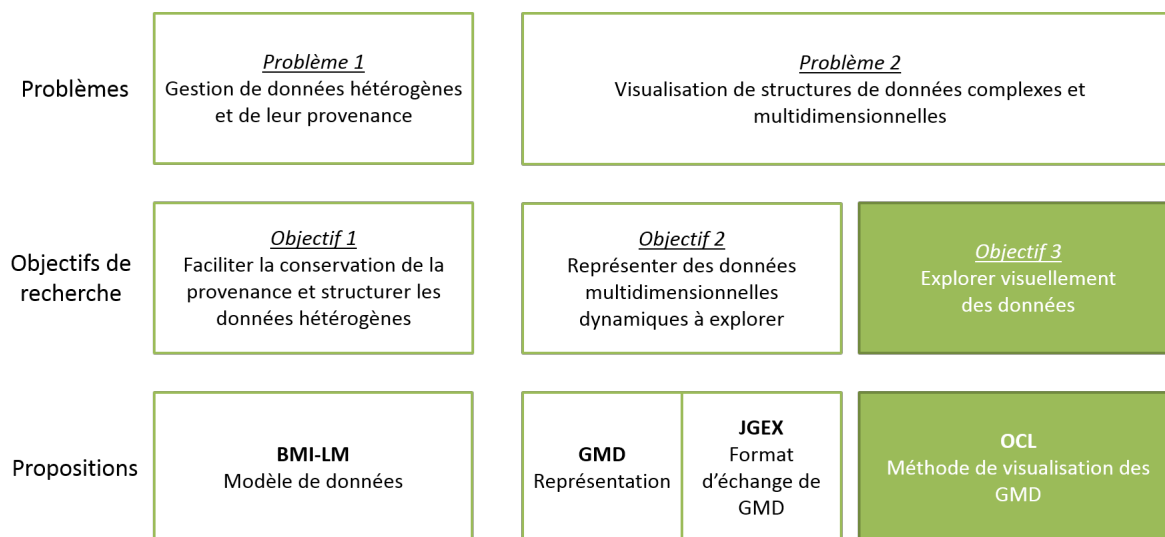 Problèmes
Problème 1
Gestion de données hétérogènes
et de leur provenance
Problème 2
Visualisation de structures de données complexes et
multidimensionnelles
Objectifs de
recherche
Objectif 1
Faciliter la conservation de la
provenance et structurer les
données hétérogènes
Objectif 2
Représenter des données
multidimensionnelles
dynamiques à explorer
Objectif 3
Explorer visuellement
des données
Propositions
BMI-LM
Modèle de données
GMD
Représentation
JGEX
Format
d’échange de
GMD
OCL
Méthode de visualisation des
GMD